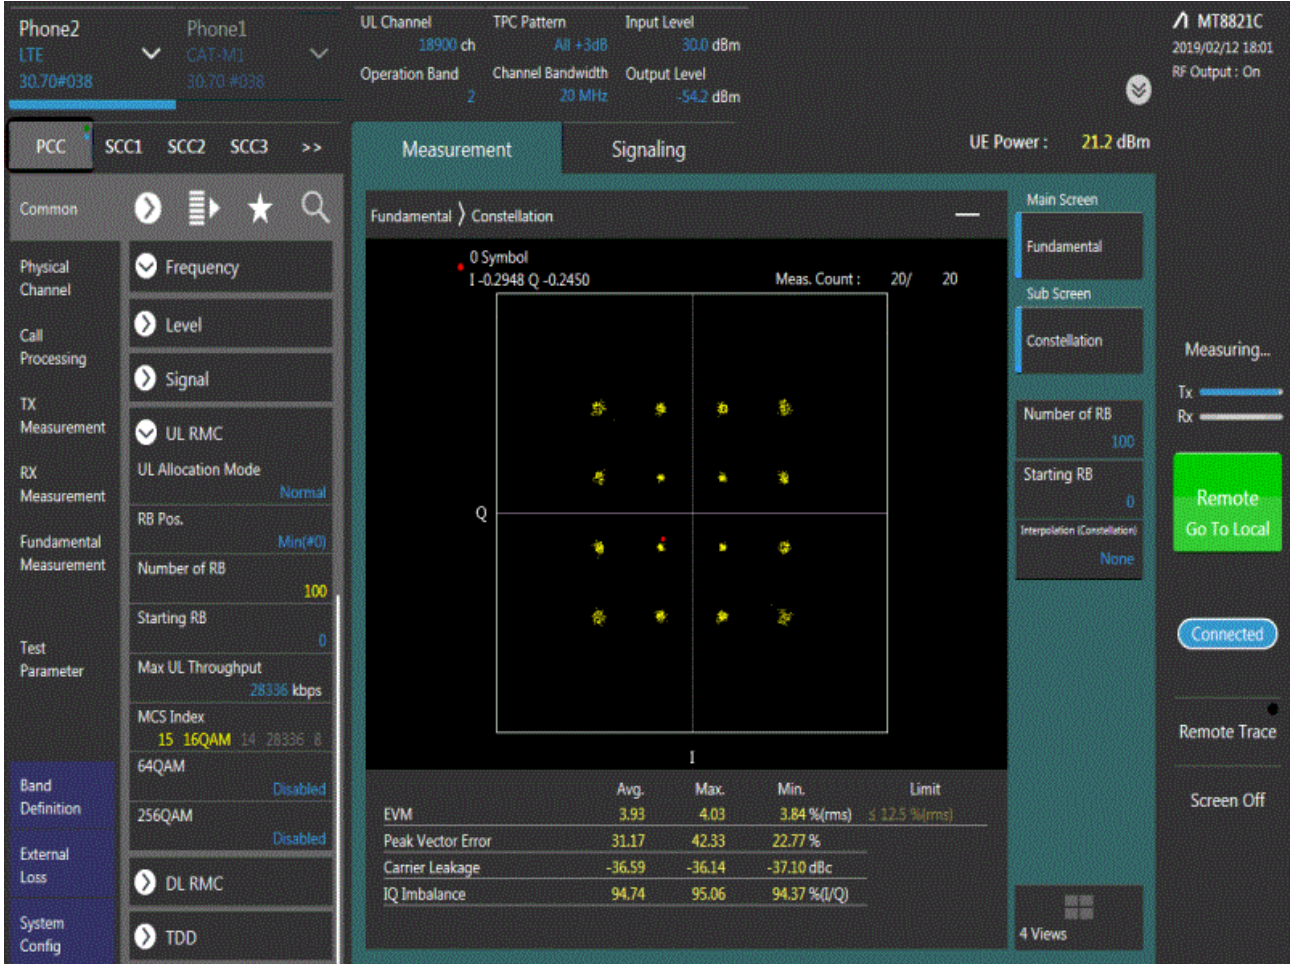 Phone2
LTE
30.70#038
Phone1
CAT-M1
30.70 #038
UL Channel
18900 ch
TPC Pattern
All +3dB
Input Level
30.0 dBm
Operation Band
2
Channel Bandwidth
20 MHz
Output Level
-54.2 dBm
MT8821C
2019/02/12 18:01
RF Output : On
PCC SCC1 SCC2 SCC3 >>
Measurement
Signaling
UE Power : 21.2 dBm
Common
Physical
Channel
Call
Processing
TX
Measurement
RX
Measurement
Fundamental
Measurement
Test
Parameter
Band
Definition
External
Loss
System
Config
Frequency
Level
Signal
UL RMC
UL Allocation Mode
Normal
RB Pos.
Min(#0)
Number of RB
100
Starting RB
0
Max UL Throughput
28336 kbps
MCS Index
15 16QAM 14 28336 8
64QAM
Disabled
256QAM
Disabled
DL RMC
TDD
Fundamental ⟩ Constellation
0 Symbol
I -0.2948 Q -0.2450
Meas. Count : 20/ 20
Q
I
Avg. Max. Min. Limit
EVM 3.93 4.03 3.84 %(rms) ≤ 12.5 %(rms)
Peak Vector Error 31.17 42.33 22.77 %
Carrier Leakage -36.59 -36.14 -37.10 dBc
IQ Imbalance 94.74 95.06 94.37 %(I/Q)
Main Screen
Fundamental
Sub Screen
Constellation
Number of RB
100
Starting RB
0
Interpolation (Constellation)
None
4 Views
Measuring...
Tx
Rx
Remote
Go To Local
Connected
Remote Trace
Screen Off